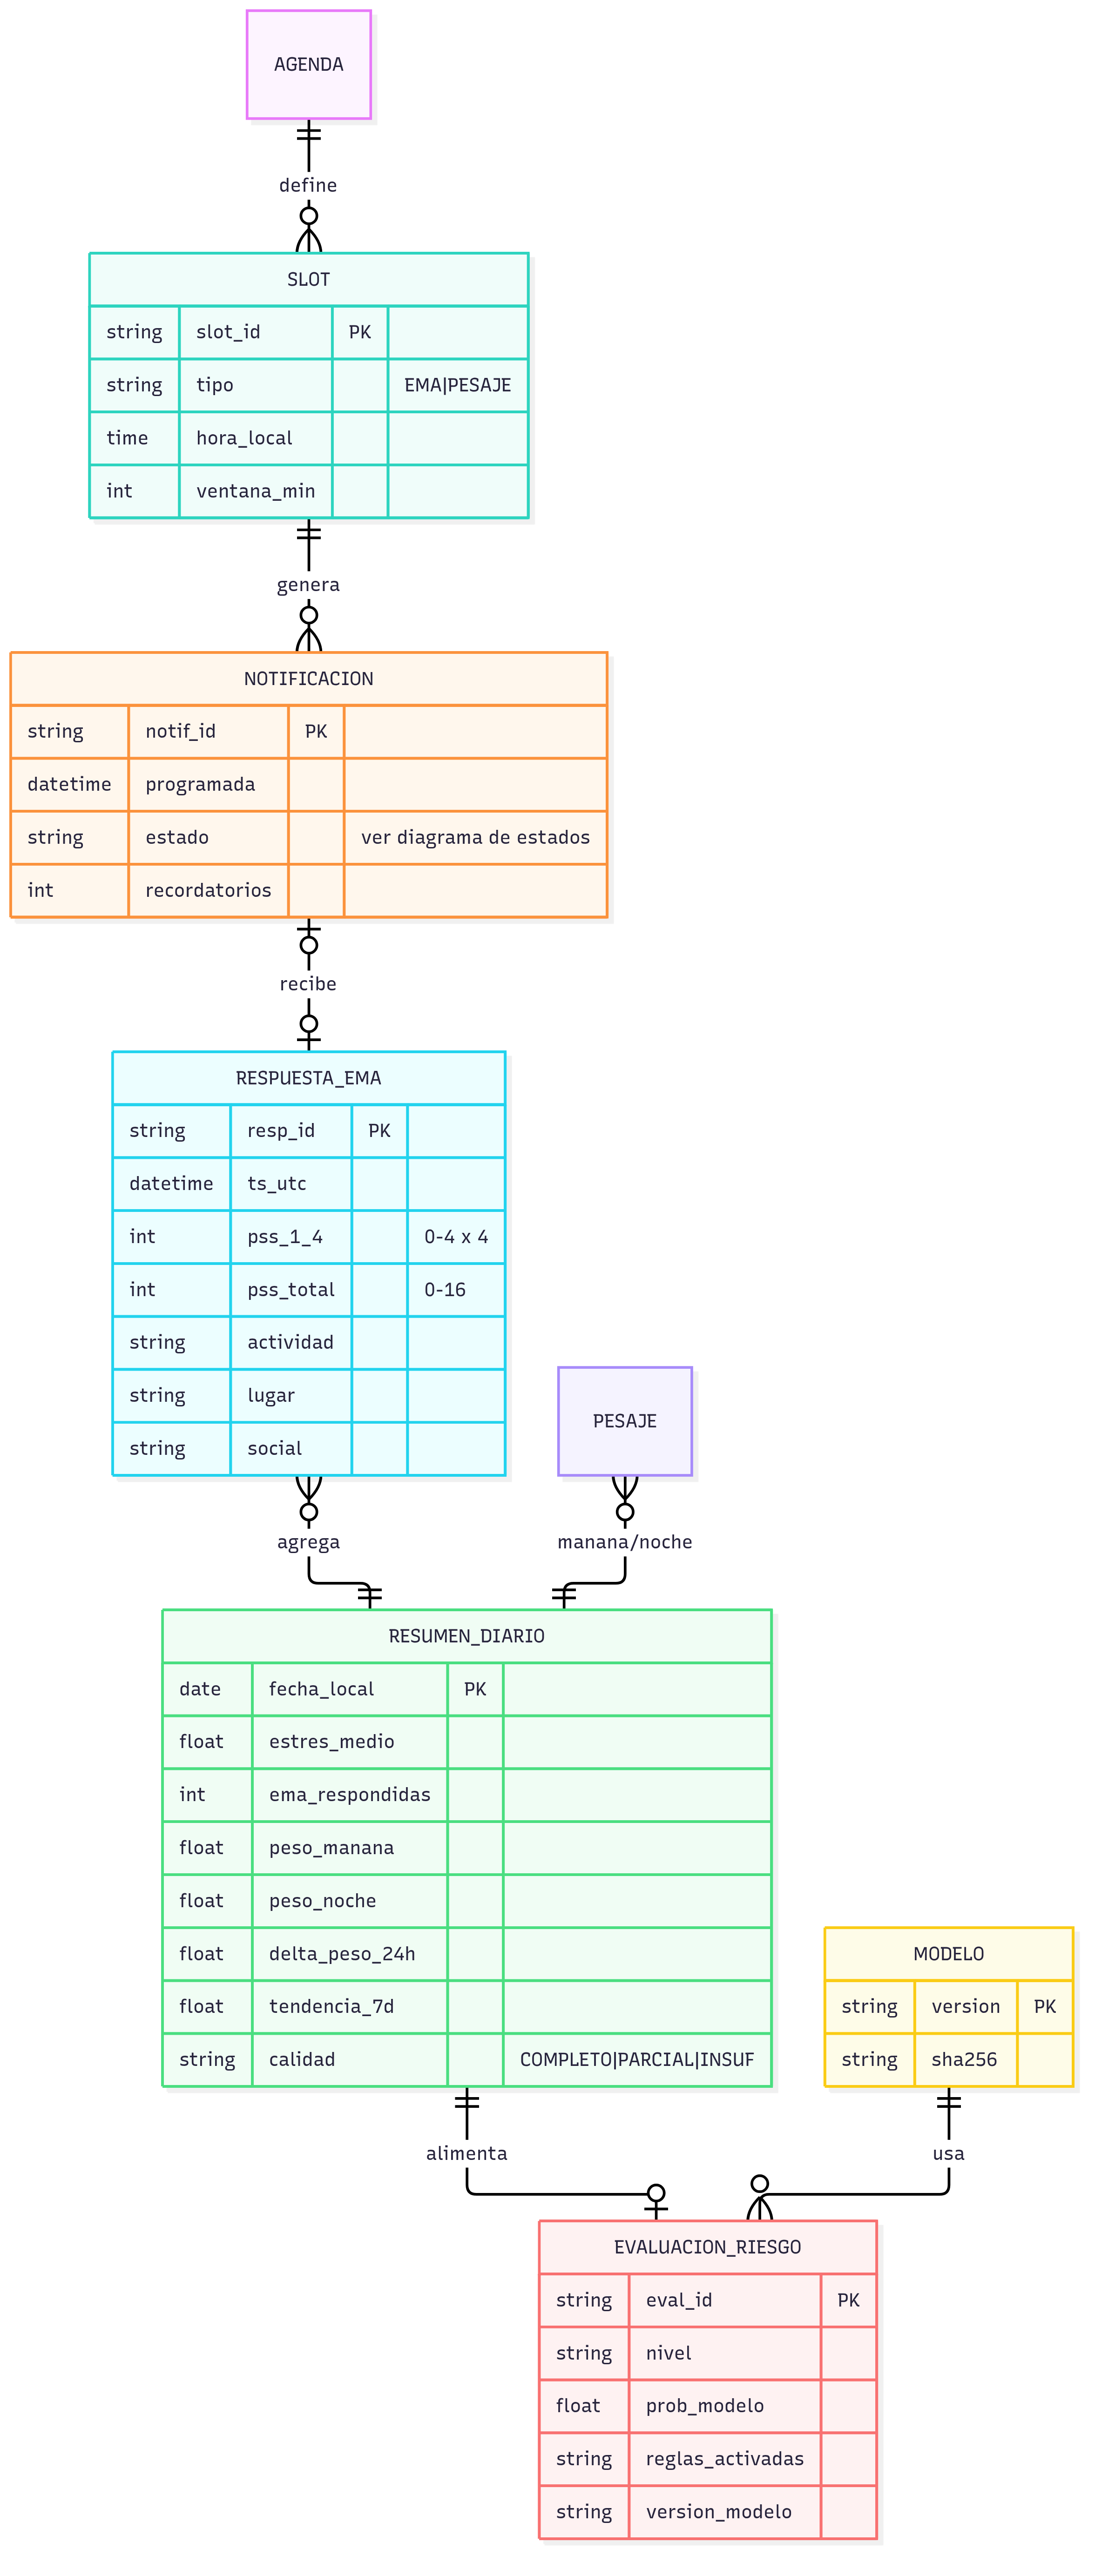 AGENDA
define
SLOT
string slot_id PK
string tipo EMA|PESAJE
time hora_local
int ventana_min
genera
NOTIFICACION
string notif_id PK
datetime programada
string estado ver diagrama de estados
int recordatorios
recibe
RESPUESTA_EMA
string resp_id PK
datetime ts_utc
int pss_1_4 0-4 x 4
int pss_total 0-16
string actividad
string lugar
string social
PESAJE
agrega
manana/noche
RESUMEN_DIARIO
date fecha_local PK
float estres_medio
int ema_respondidas
float peso_manana
float peso_noche
float delta_peso_24h
float tendencia_7d
string calidad COMPLETO|PARCIAL|INSUF
MODELO
string version PK
string sha256
alimenta
usa
EVALUACION_RIESGO
string eval_id PK
string nivel
float prob_modelo
string reglas_activadas
string version_modelo